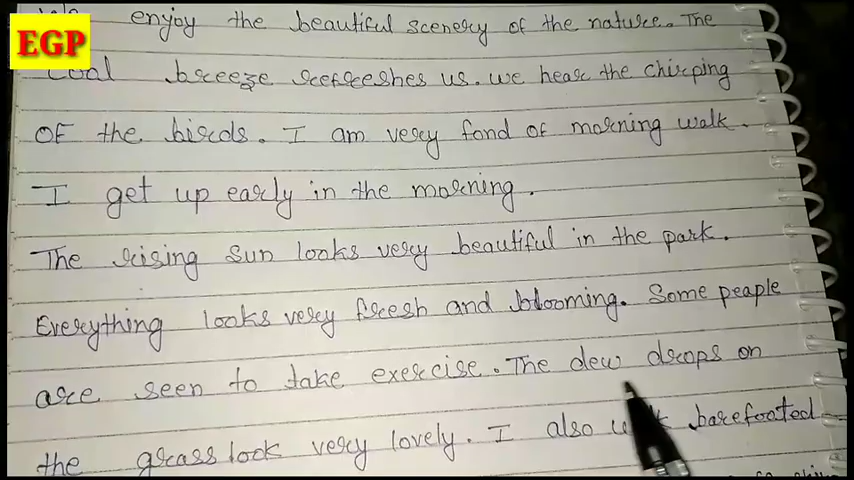 EGP
enjoy the beautiful scenery of the nature. The
cool breeze refreshes us. we hear the chirping
OF the birds. I am very fond of morning walk.
I get up early in the morning.
The rising sun looks very beautiful in the park.
Everything looks very fresh and blooming. Some people
are seen to take exercise. The dew drops on
the grass look very lovely. I also walk barefooted